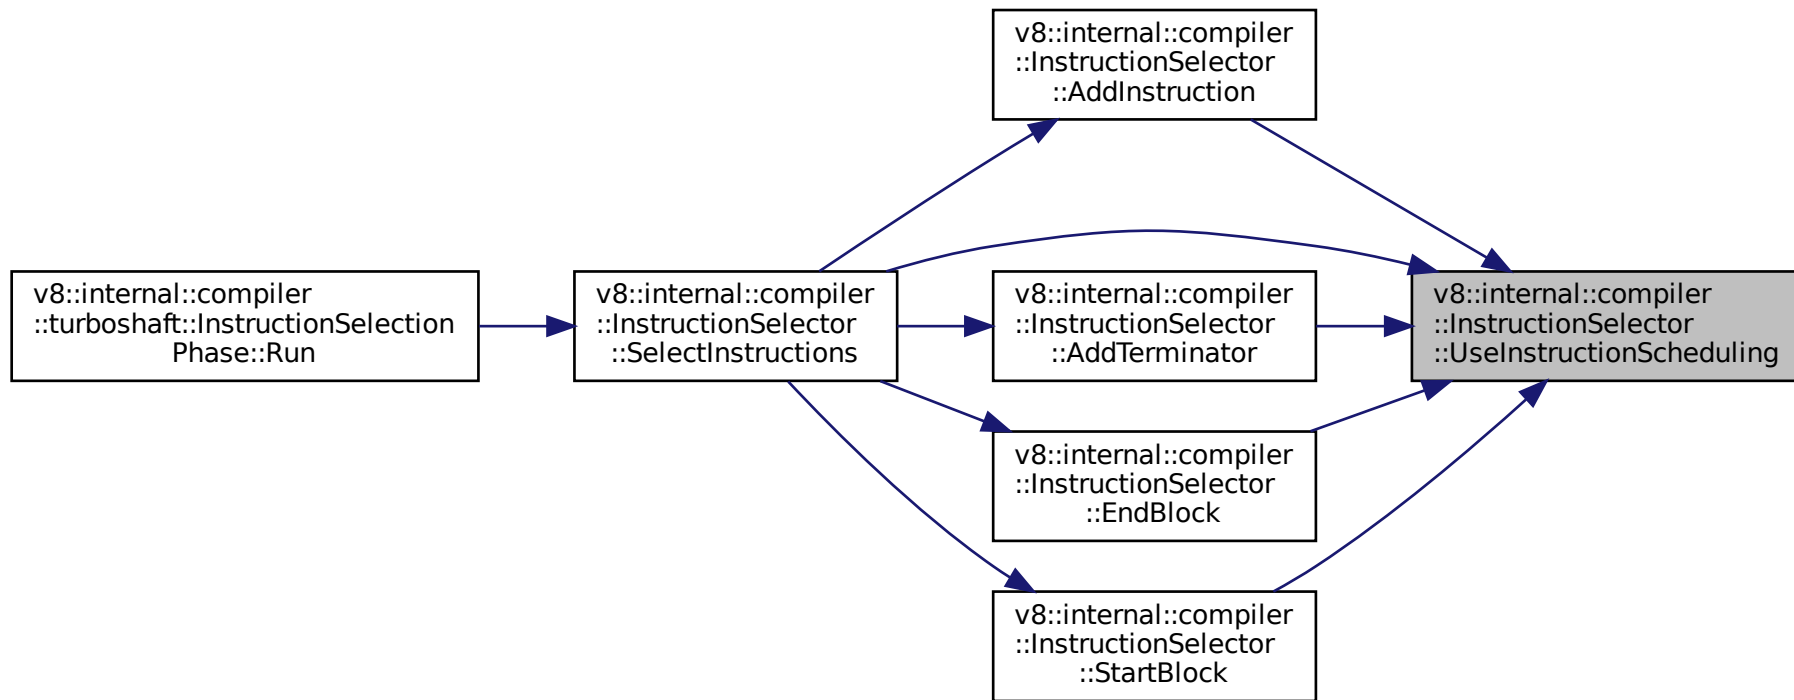 v8::internal::compiler
::InstructionSelector
::AddInstruction
v8::internal::compiler
::turboshaft::InstructionSelection
Phase::Run
v8::internal::compiler
::InstructionSelector
::SelectInstructions
v8::internal::compiler
::InstructionSelector
::AddTerminator
v8::internal::compiler
::InstructionSelector
::UseInstructionScheduling
v8::internal::compiler
::InstructionSelector
::EndBlock
v8::internal::compiler
::InstructionSelector
::StartBlock